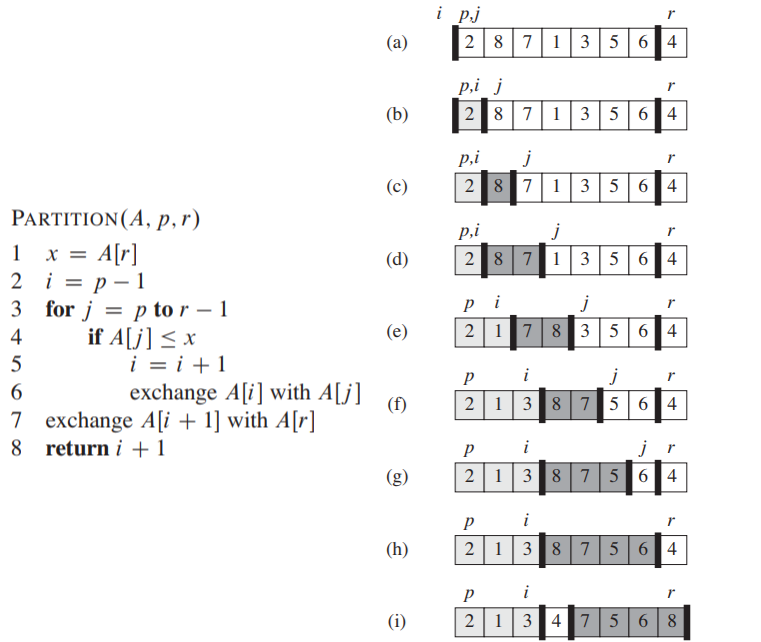 PARTITION(A, p, r)
1 x = A[r]
2 i = p − 1
3 for j = p to r − 1
4 if A[j] ≤ x
5 i = i + 1
6 exchange A[i] with A[j]
7 exchange A[i + 1] with A[r]
8 return i + 1
i p,j r
(a) 2 8 7 1 3 5 6 4
p,i j r
(b) 2 8 7 1 3 5 6 4
p,i j r
(c) 2 8 7 1 3 5 6 4
p,i j r
(d) 2 8 7 1 3 5 6 4
p i j r
(e) 2 1 7 8 3 5 6 4
p i j r
(f) 2 1 3 8 7 5 6 4
p i j r
(g) 2 1 3 8 7 5 6 4
p i r
(h) 2 1 3 8 7 5 6 4
p i r
(i) 2 1 3 4 7 5 6 8